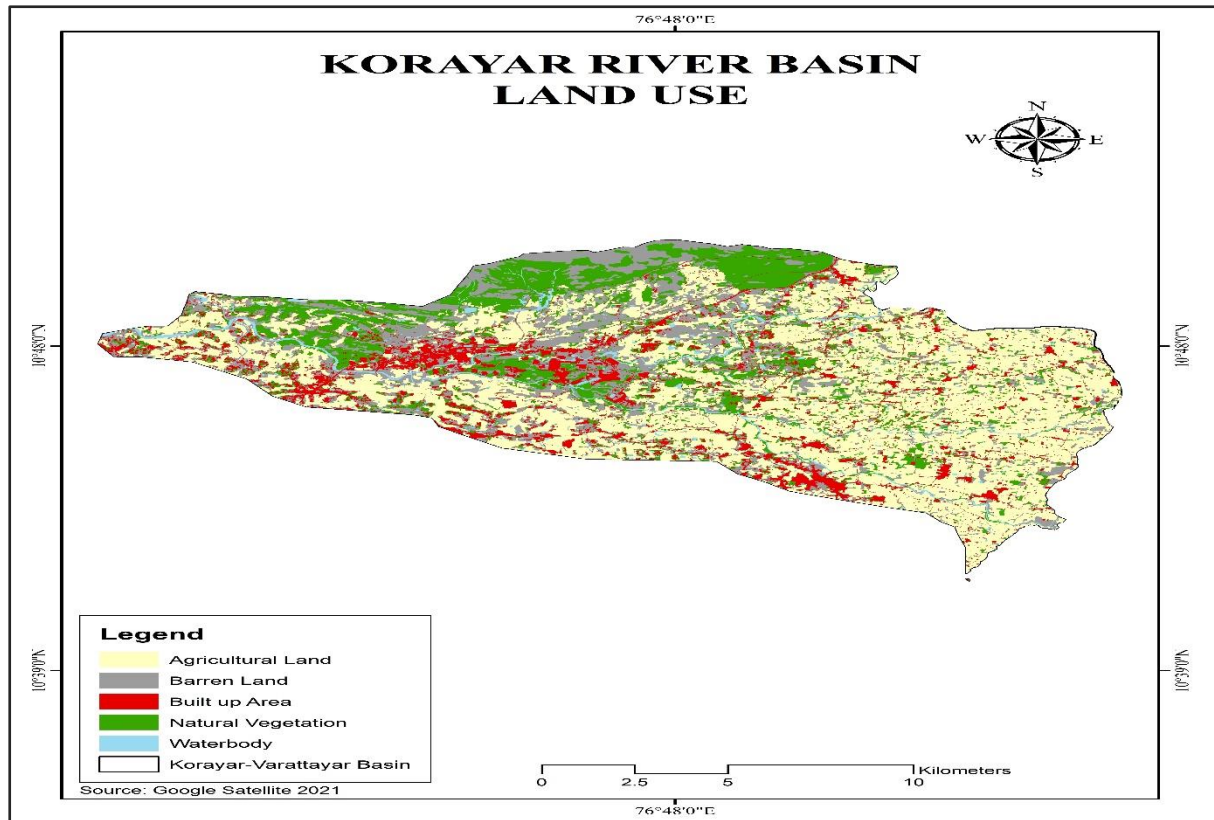 76°48'0"E
KORAYAR RIVER BASIN
LAND USE
N
W E
S
10°48'0"N
10°48'0"N
10°39'0"N
10°39'0"N
Legend
Agricultural Land
Barren Land
Built up Area
Natural Vegetation
Waterbody
Korayar-Varattayar Basin
Source: Google Satellite 2021
Kilometers
0 2.5 5 10
76°48'0"E